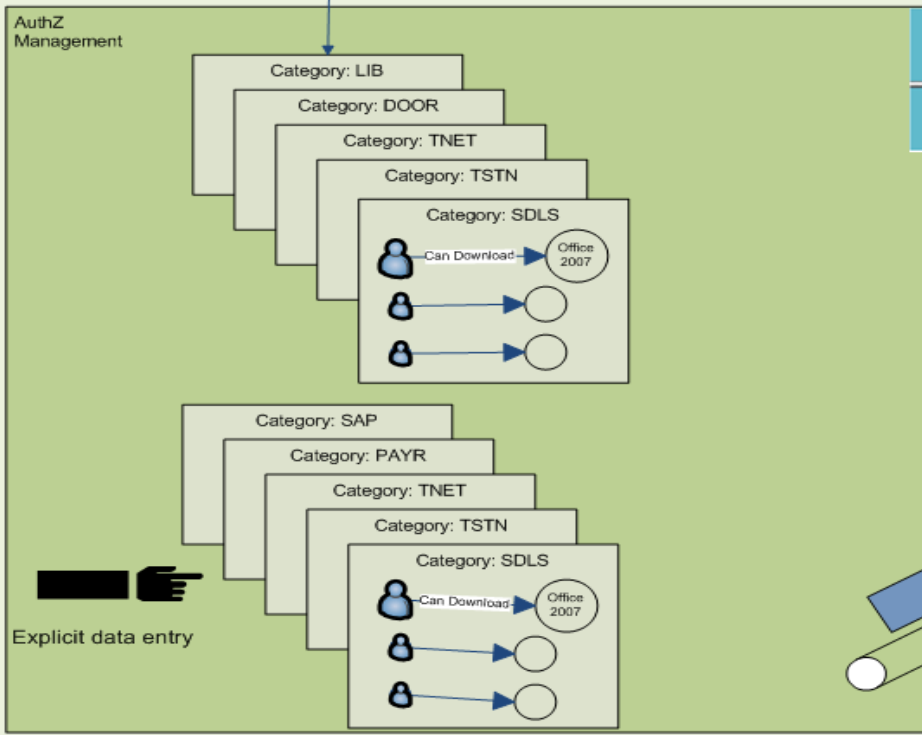 AuthZ
Management
Category: LIB
Category: DOOR
Category: TNET
Category: TSTN
Category: SDLS
Can Download
Office
2007
Category: SAP
Category: PAYR
Category: TNET
Category: TSTN
Category: SDLS
Can Download
Office
2007
Explicit data entry